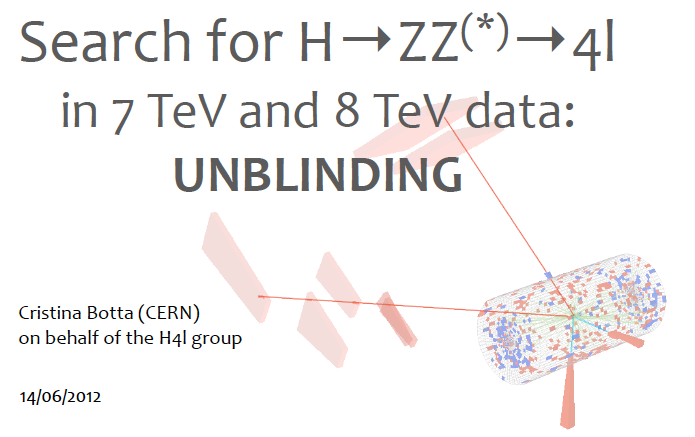 Search for H→ZZ(*)→4l
in 7 TeV and 8 TeV data:
UNBLINDING
Cristina Botta (CERN)
on behalf of the H4l group
14/06/2012